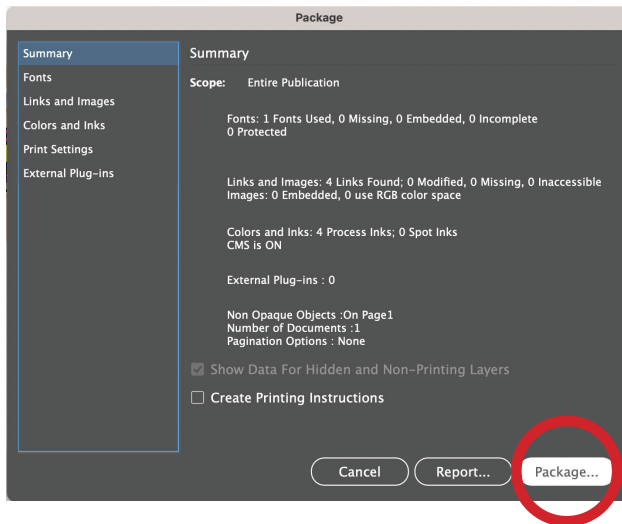 Package
Summary
Fonts
Links and Images
Colors and Inks
Print Settings
External Plug-ins
Summary
Scope: Entire Publication
Fonts: 1 Fonts Used, 0 Missing, 0 Embedded, 0 Incomplete
0 Protected
Links and Images: 4 Links Found; 0 Modified, 0 Missing, 0 Inaccessible
Images: 0 Embedded, 0 use RGB color space
Colors and Inks: 4 Process Inks; 0 Spot Inks
CMS is ON
External Plug-ins : 0
Non Opaque Objects :On Page1
Number of Documents :1
Pagination Options : None
Show Data For Hidden and Non-Printing Layers
Create Printing Instructions
Cancel
Report...
Package...